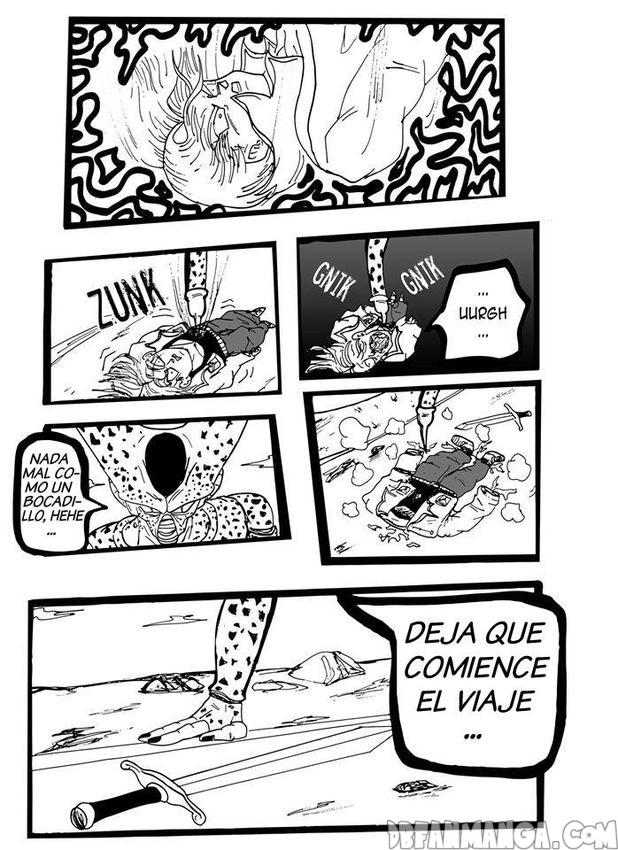 ZUNK
GNIK
GNIK
...
UURGH
...
NADA
MAL CO-
MO UN
BOCADI-
LLO, HEHE
...
DEJA QUE
COMIENCE
EL VIAJE
...
DBFANMANGA.COM